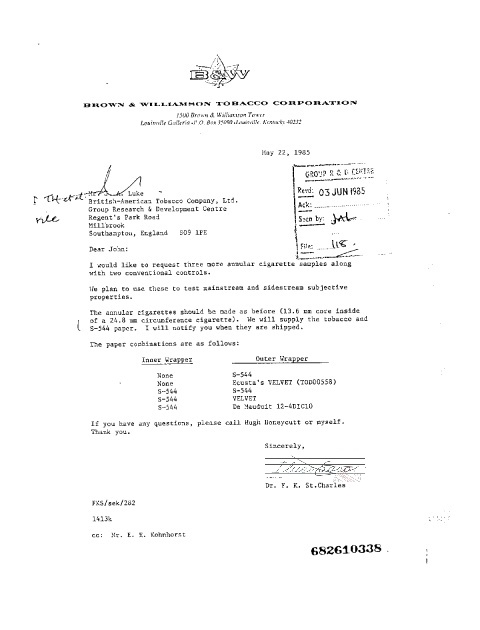 B&W
BROWN & WILLIAMSON TOBACCO CORPORATION
1500 Brown & Williamson Tower
Louisville Galleria • P.O. Box 35090 • Louisville, Kentucky 40232
May 22, 1985
GROUP R & D CENTRE
Recd: 03 JUN 1985
Ack:
Seen by:
File: 118.
Luke
British-American Tobacco Company, Ltd.
Group Research & Development Centre
Regent's Park Road
Millbrook
Southampton, England SO9 1PE
Dear John:
I would like to request three more annular cigarette samples along
with two conventional controls.
We plan to use these to test mainstream and sidestream subjective
properties.
The annular cigarettes should be made as before (13.6 mm core inside
of a 24.8 mm circumference cigarette). We will supply the tobacco and
S-544 paper. I will notify you when they are shipped.
The paper combinations are as follows:
Inner Wrapper Outer Wrapper
None S-544
None Ecusta's VELVET (TOD00558)
S-544 S-544
S-544 VELVET
S-544 De Mauduit 12-4DIC10
If you have any questions, please call Hugh Honeycutt or myself.
Thank you.
Sincerely,
Dr. F. K. St.Charles
FKS/sek/282
1413k
cc: Mr. E. E. Kohnhorst
682610338